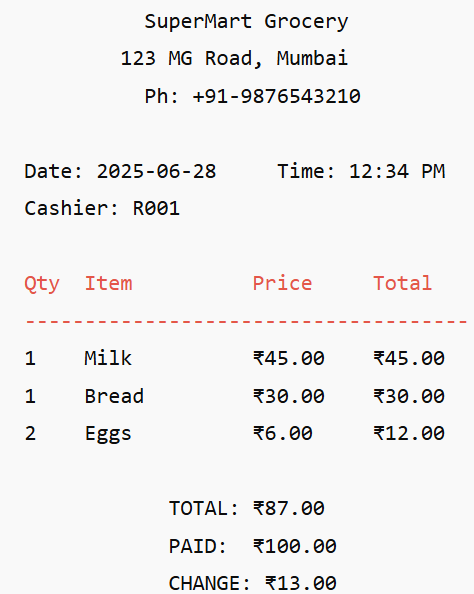 SuperMart Grocery
123 MG Road, Mumbai
Ph: +91-9876543210
Date: 2025-06-28 Time: 12:34 PM
Cashier: R001
Qty Item Price Total
-------------------------------------
1 Milk ₹45.00 ₹45.00
1 Bread ₹30.00 ₹30.00
2 Eggs ₹6.00 ₹12.00
TOTAL: ₹87.00
PAID: ₹100.00
CHANGE: ₹13.00